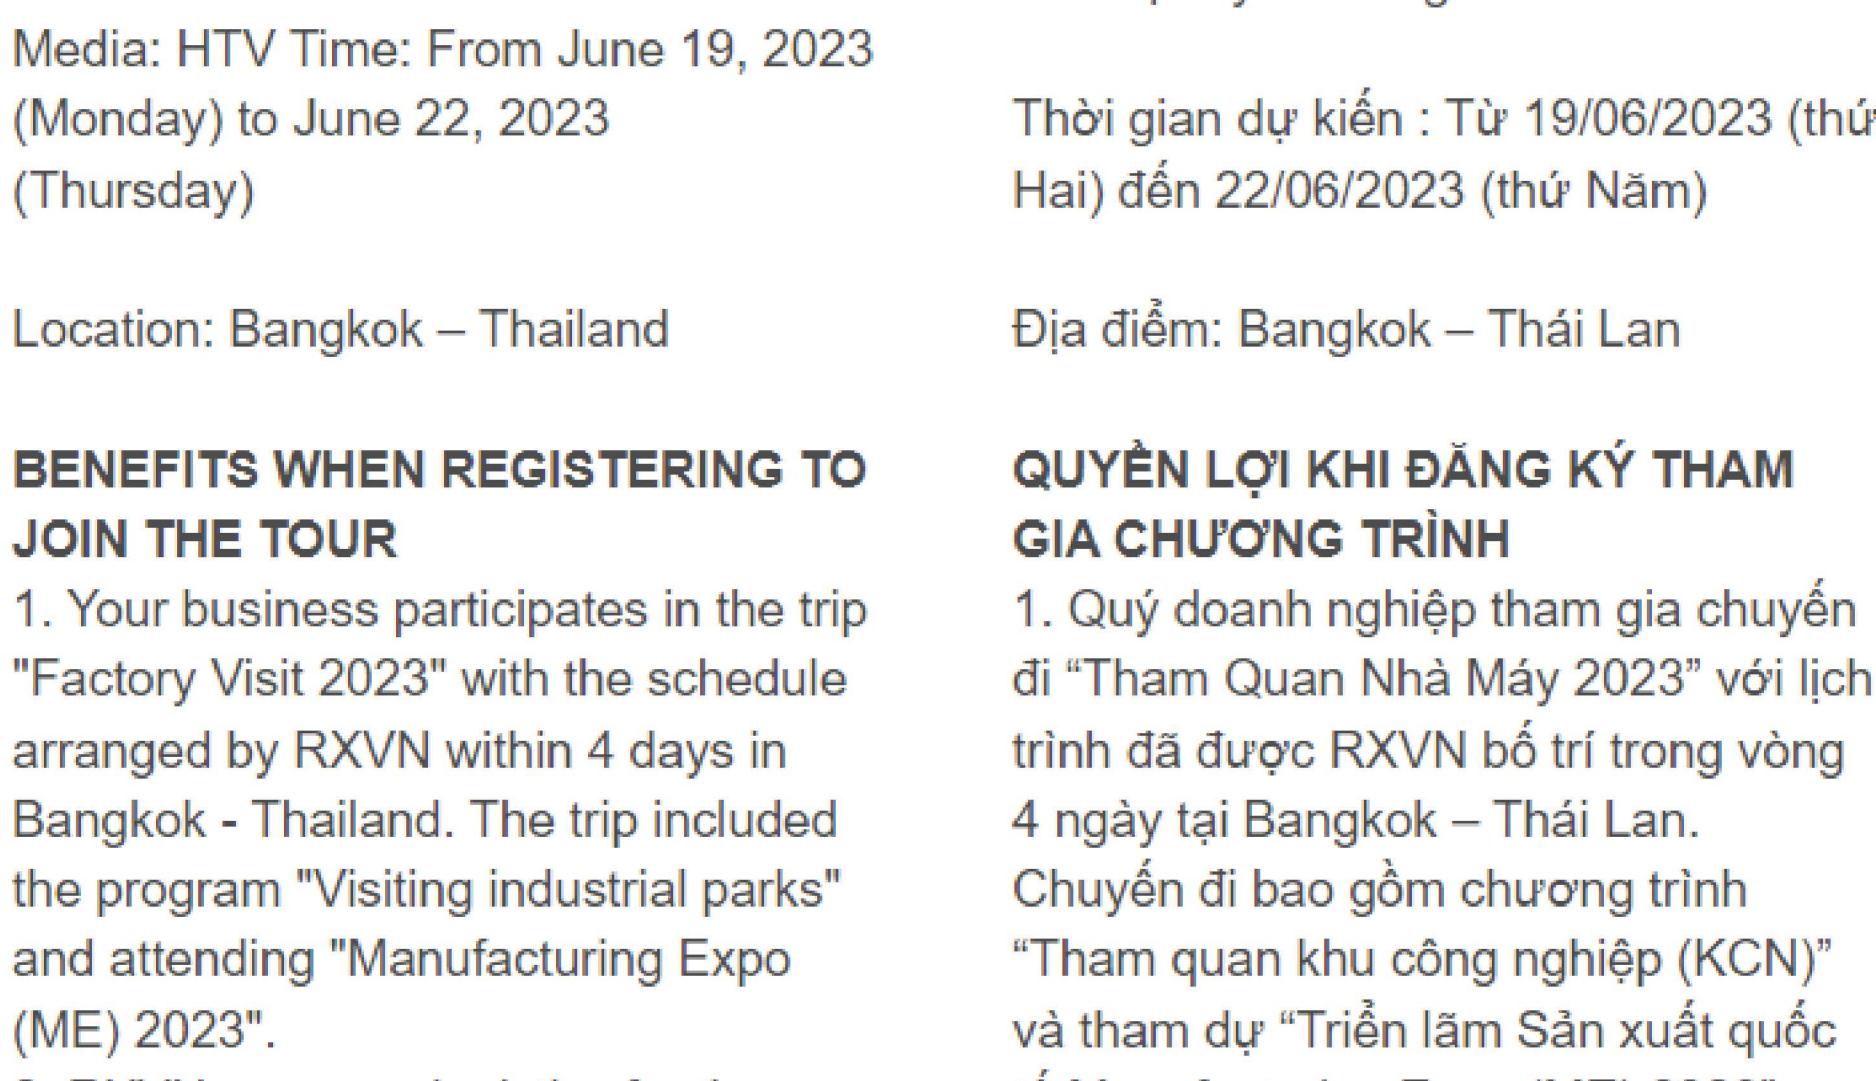 Media: HTV Time: From June 19, 2023
(Monday) to June 22, 2023
(Thursday)
Location: Bangkok – Thailand
BENEFITS WHEN REGISTERING TO
JOIN THE TOUR
1. Your business participates in the trip
"Factory Visit 2023" with the schedule
arranged by RXVN within 4 days in
Bangkok - Thailand. The trip included
the program "Visiting industrial parks"
and attending "Manufacturing Expo
(ME) 2023".
Thời gian dự kiến : Từ 19/06/2023 (thứ
Hai) đến 22/06/2023 (thứ Năm)
Địa điểm: Bangkok – Thái Lan
QUYỀN LỢI KHI ĐĂNG KÝ THAM
GIA CHƯƠNG TRÌNH
1. Quý doanh nghiệp tham gia chuyến
đi “Tham Quan Nhà Máy 2023” với lịch
trình đã được RXVN bố trí trong vòng
4 ngày tại Bangkok – Thái Lan.
Chuyến đi bao gồm chương trình
“Tham quan khu công nghiệp (KCN)”
và tham dự “Triển lãm Sản xuất quốc